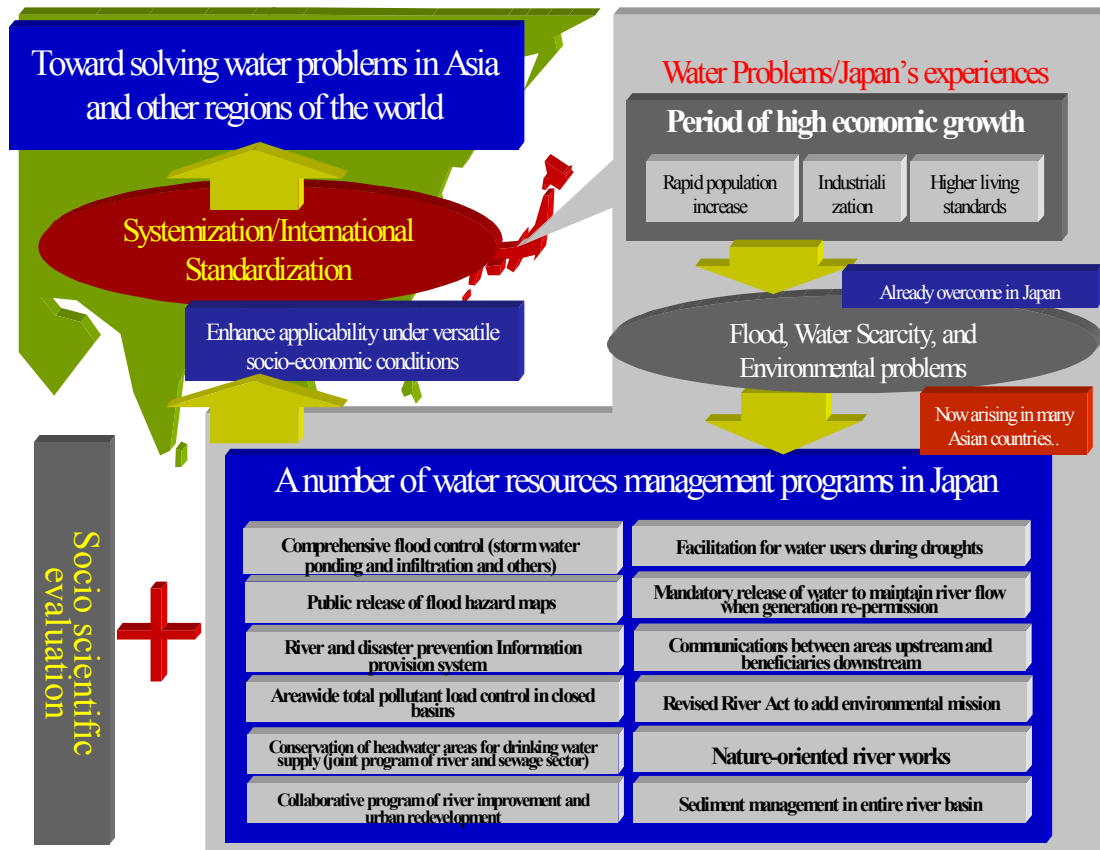 Toward solving water problems in Asia
and other regions of the world
Systemization/International
Standardization
Enhance applicability under versatile
socio-economic conditions
Water Problems/Japan's experiences
Period of high economic growth
Rapid population
increase
Industriali
zation
Higher living
standards
Already overcome in Japan
Flood, Water Scarcity, and
Environmental problems
Now arising in many
Asian countries..
Socio scientific
evaluation
A number of water resources management programs in Japan
Comprehensive flood control (storm water
ponding and infiltration and others)
Public release of flood hazard maps
River and disaster prevention Information
provision system
Areawide total pollutant load control in closed
basins
Conservation of headwater areas for drinking water
supply (joint program of river and sewage sector)
Collaborative program of river improvement and
urban redevelopment
Facilitation for water users during droughts
Mandatory release of water to maintain river flow
when generation re-permission
Communications between areas upstream and
beneficiaries downstream
Revised River Act to add environmental mission
Nature-oriented river works
Sediment management in entire river basin